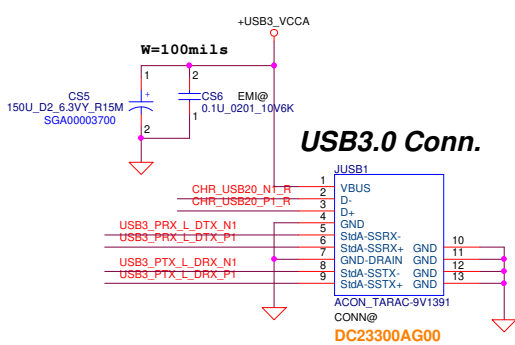 +USB3_VCCA
W=100mils
1
2
CS5
150U_D2_6.3VY_R15M
SGA00003700
+
2
CS6
EMI@
0.1U_0201_10V6K
1
USB3.0 Conn.
JUSB1
1 VBUS
CHR_USB20_N1_R 2 D-
CHR_USB20_P1_R 3 D+
4 GND
USB3_PRX_L_DTX_N1 5 StdA-SSRX-
USB3_PRX_L_DTX_P1 6 StdA-SSRX+ GND 10
7 GND-DRAIN GND 11
USB3_PTX_L_DRX_N1 8 StdA-SSTX- GND 12
USB3_PTX_L_DRX_P1 9 StdA-SSTX+ GND 13
ACON_TARAC-9V1391
CONN@
DC23300AG00